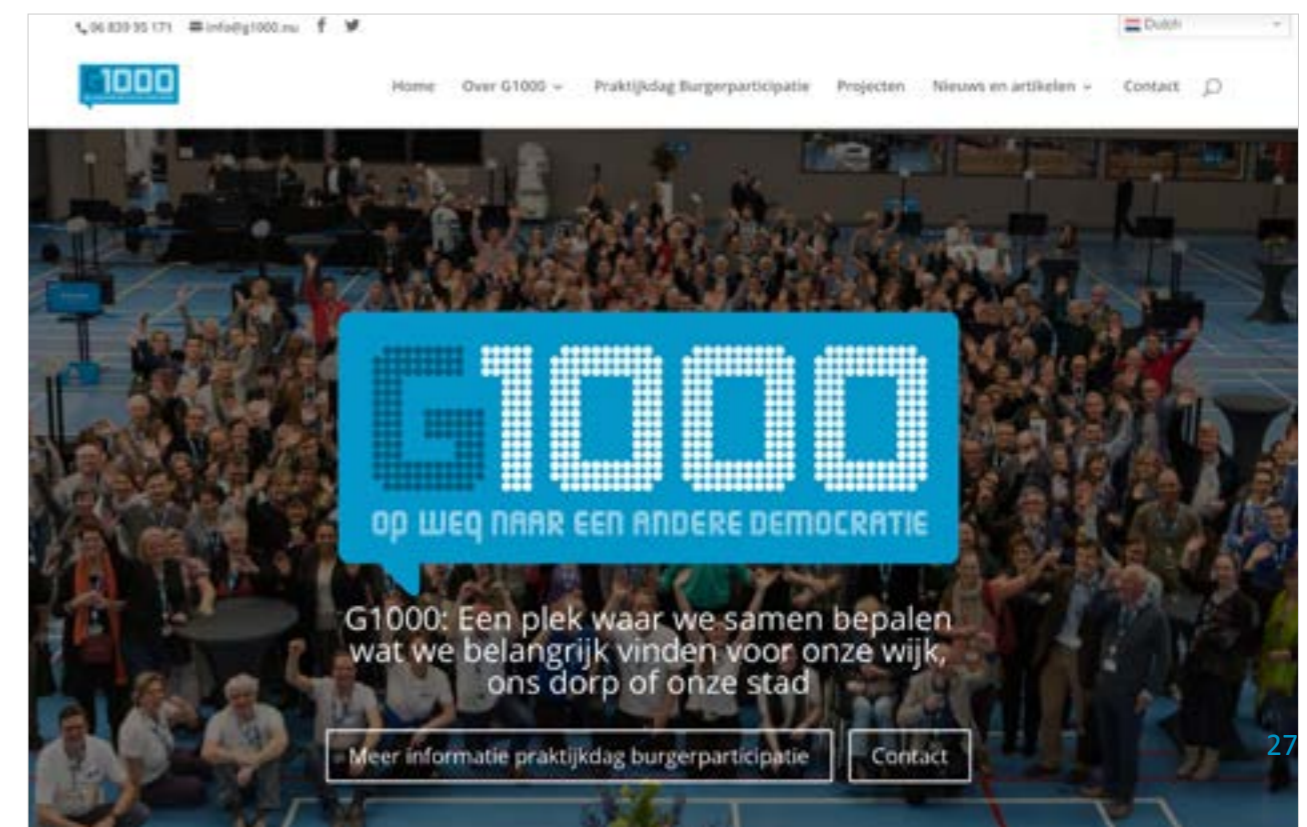 06 839 95 171 info@g1000.nu
Dutch
G1000
Home Over G1000 Praktijkdag Burgerparticipatie Projecten Nieuws en artikelen Contact
G1000
OP WEG NAAR EEN ANDERE DEMOCRATIE
G1000: Een plek waar we samen bepalen
wat we belangrijk vinden voor onze wijk,
ons dorp of onze stad
Meer informatie praktijkdag burgerparticipatie Contact
27